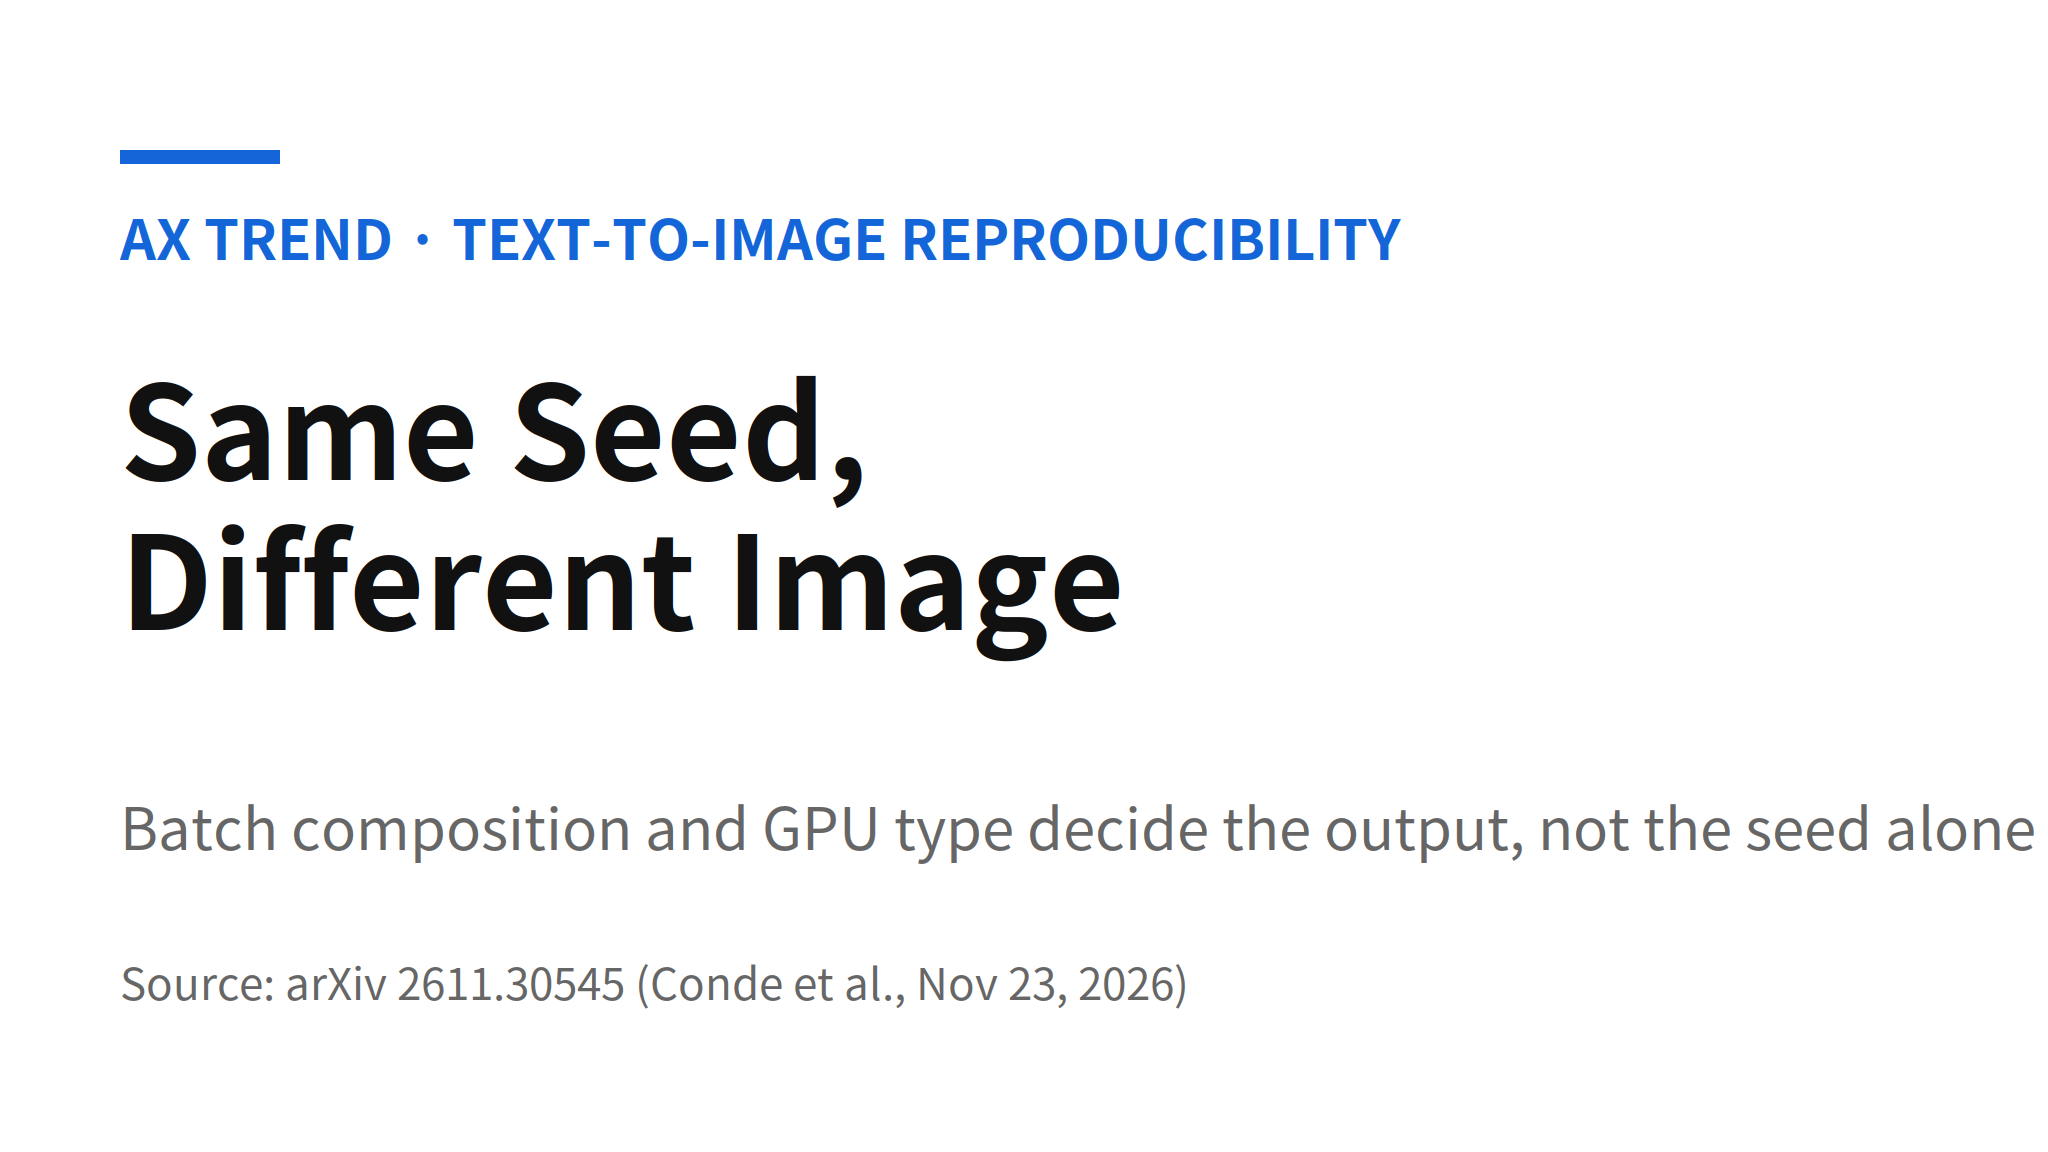 AX TREND · TEXT-TO-IMAGE REPRODUCIBILITY
Same Seed,
Different Image
Batch composition and GPU type decide the output, not the seed alone
Source: arXiv 2611.30545 (Conde et al., Nov 23, 2026)